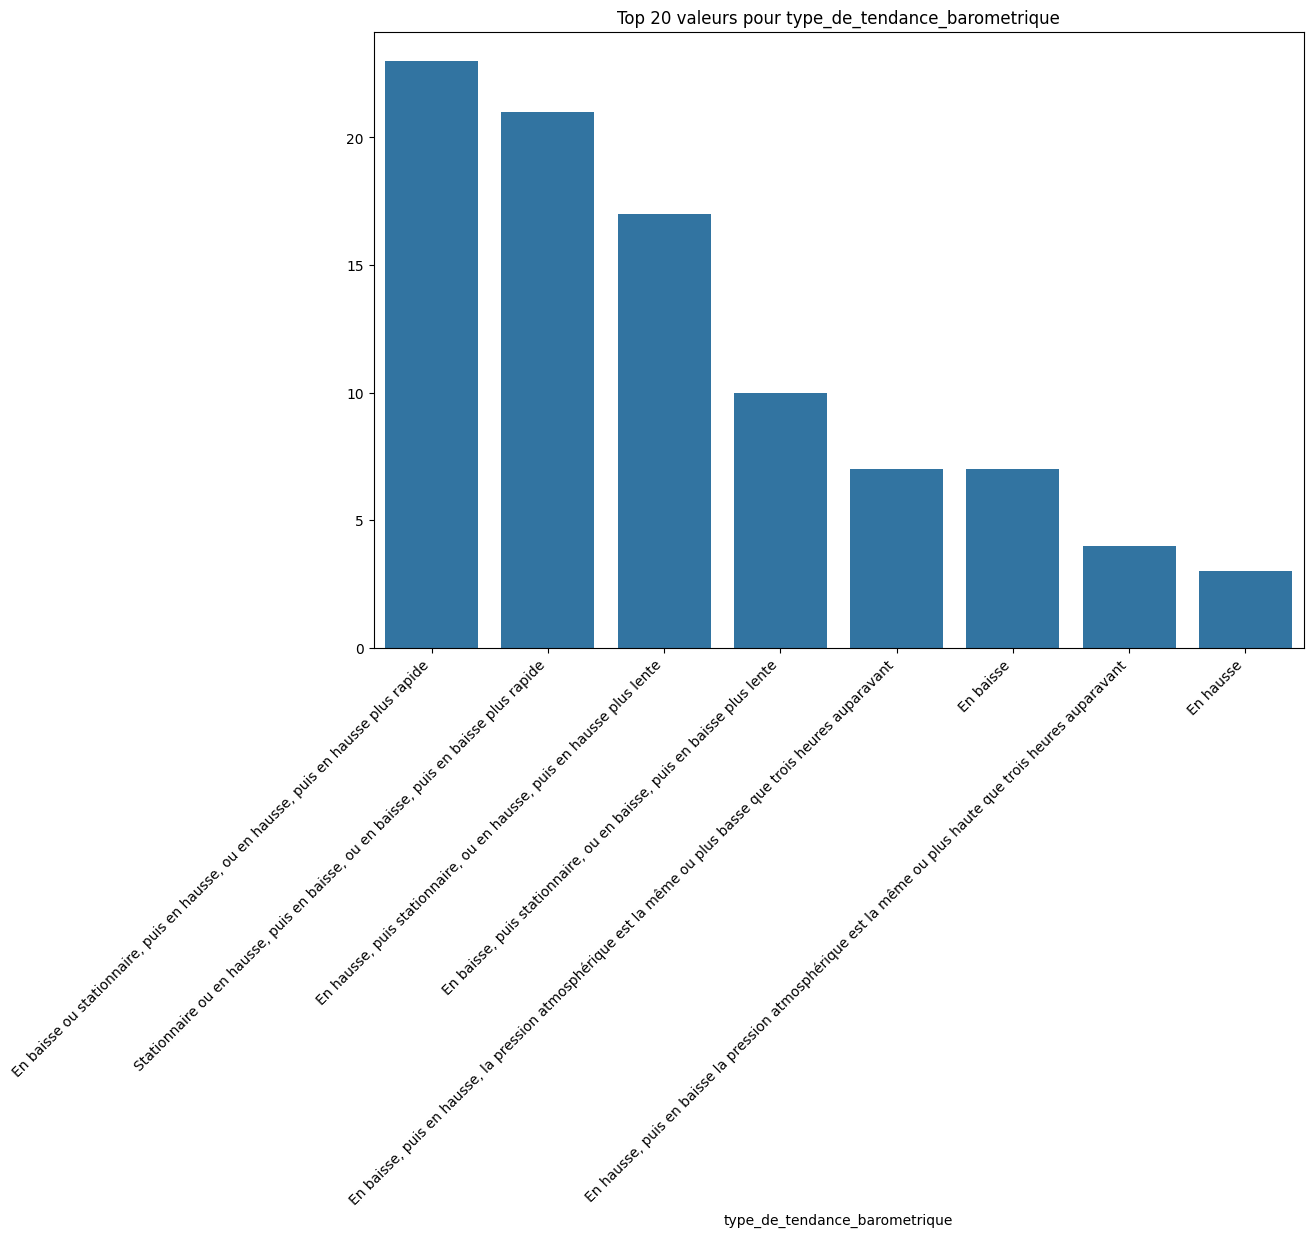 Top 20 valeurs pour type_de_tendance_barometrique
20
15
10
5
0
En baisse ou stationnaire, puis en hausse, ou en hausse, puis en hausse plus rapide
Stationnaire ou en hausse, puis en baisse, ou en baisse, puis en baisse plus rapide
En hausse, puis stationnaire, ou en hausse, puis en hausse plus lente
En baisse, puis stationnaire, ou en baisse, puis en baisse plus lente
En baisse, puis en hausse, la pression atmosphérique est la même ou plus basse que trois heures auparavant
En baisse
En hausse, puis en baisse la pression atmosphérique est la même ou plus haute que trois heures auparavant
En hausse
type_de_tendance_barometrique